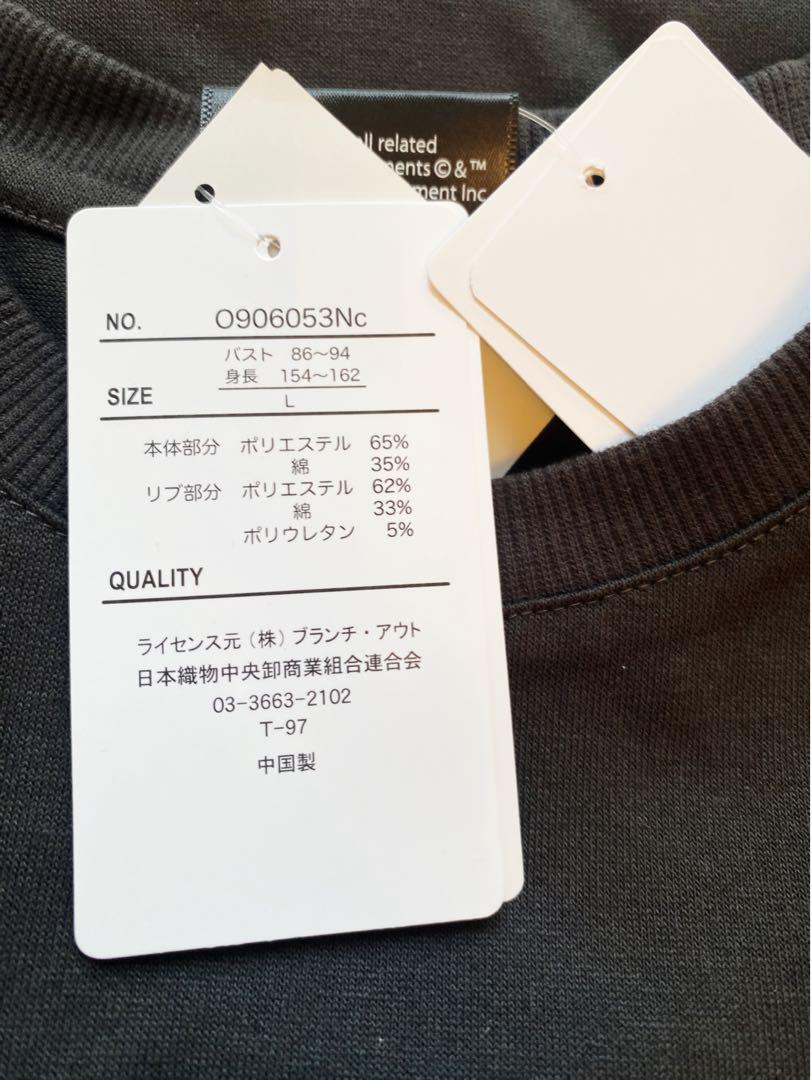 ll related
ents©&™
ment Inc
NO. O906053Nc
バスト 86〜94
身長 154〜162
SIZE
L
本体部分 ポリエステル 65%
綿 35%
リブ部分 ポリエステル 62%
綿 33%
ポリウレタン 5%
QUALITY
ライセンス元(株)ブランチ・アウト
日本織物中央卸商業組合連合会
03-3663-2102
T-97
中国製